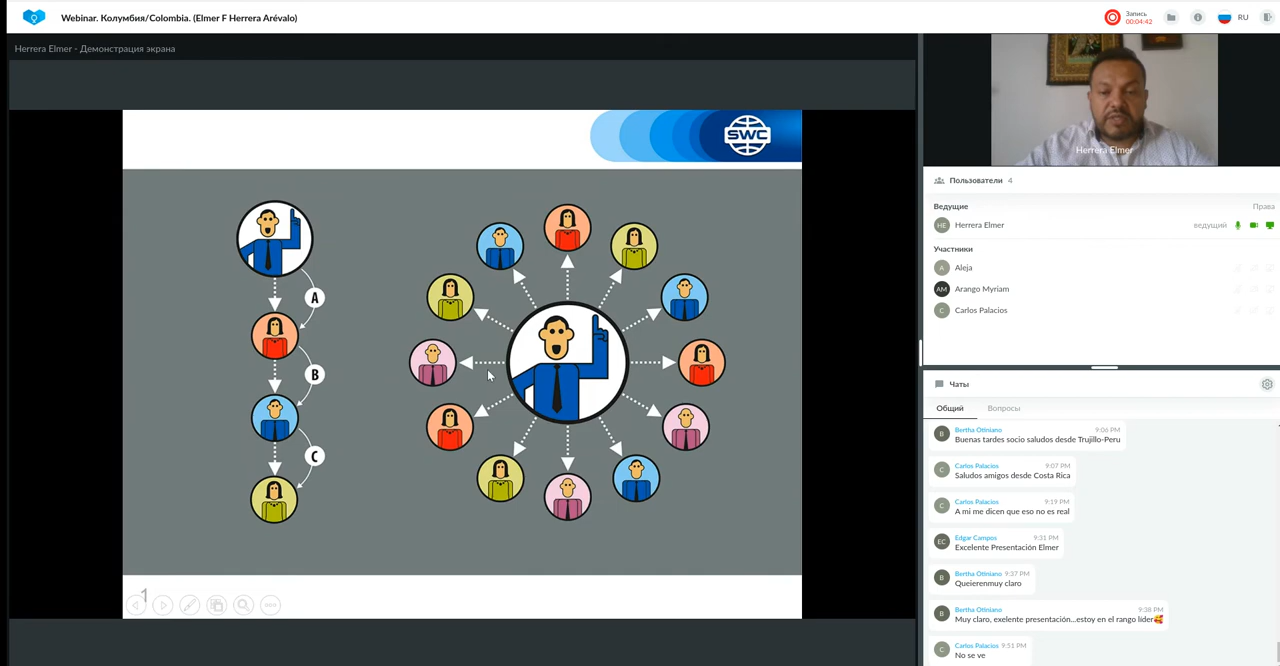 Webinar. Колумбия/Colombia. (Elmer F Herrera Arévalo)
Запись
00:04:42
RU
Herrera Elmer - Демонстрация экрана
SWC
A
B
C
1
Herrera Elmer
Пользователи 4
Ведущие Права
HE Herrera Elmer ведущий
Участники
A Aleja
AM Arango Myriam
C Carlos Palacios
Чаты
Общий Вопросы
B Bertha Otiniano 9:06 PM
Buenas tardes socio saludos desde Trujillo-Peru
C Carlos Palacios 9:07 PM
Saludos amigos desde Costa Rica
C Carlos Palacios 9:19 PM
A mi me dicen que eso no es real
EC Edgar Campos 9:31 PM
Excelente Presentación Elmer
B Bertha Otiniano 9:37 PM
Queierenmuy claro
B Bertha Otiniano 9:38 PM
Muy claro, exelente presentación...estoy en el rango líder🥰
C Carlos Palacios 9:51 PM
No se ve